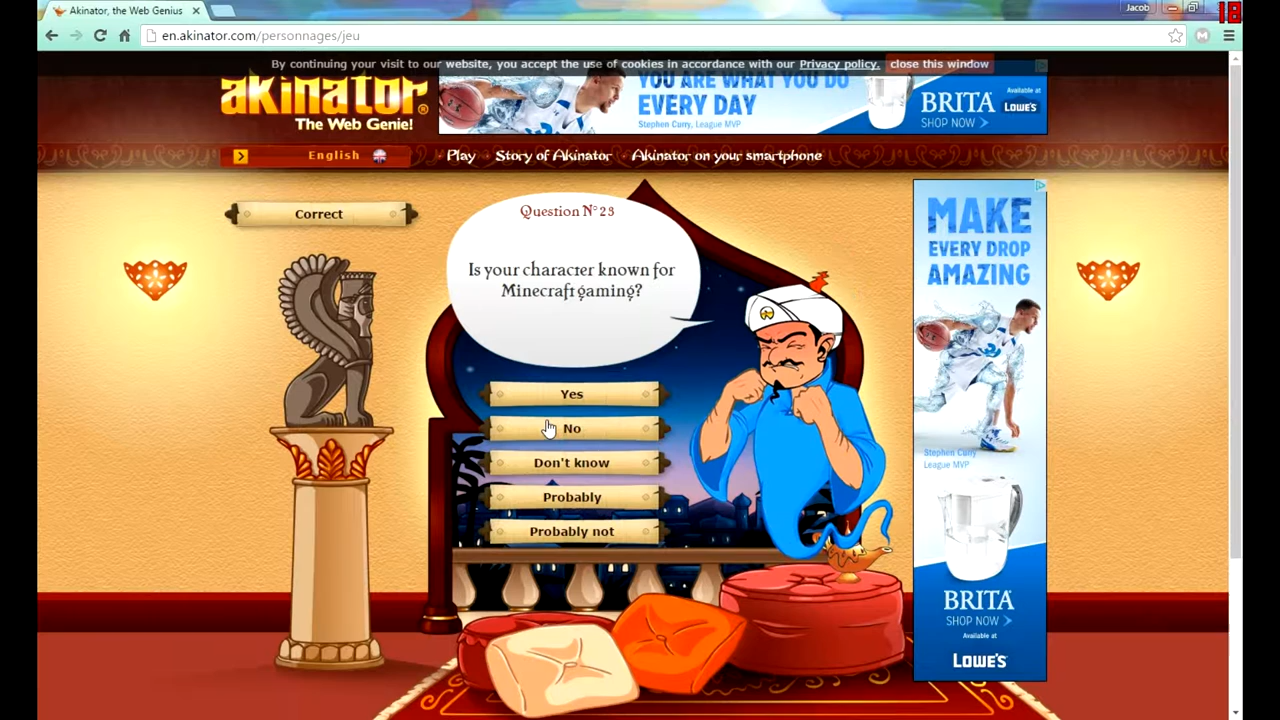 Akinator, the Web Genius
Jacob
18
en.akinator.com/personnages/jeu
By continuing your visit to our website, you accept the use of cookies in accordance with our Privacy policy. close this window
akinator®
The Web Genie!
YOU ARE WHAT YOU DO
EVERY DAY
Stephen Curry, League MVP
BRITA
SHOP NOW
Available at
LOWE'S
English
Play
Story of Akinator
Akinator on your smartphone
Correct
Question N°23
Is your character known for
Minecraft gaming?
Yes
No
Don't know
Probably
Probably not
MAKE
EVERY DROP
AMAZING
Stephen Curry
League MVP
BRITA
SHOP NOW
Available at
LOWE'S